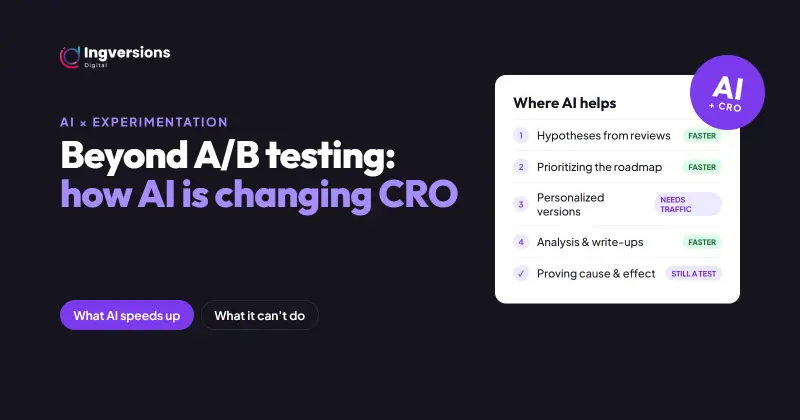 Ingversions
Digital
AI × EXPERIMENTATION
Beyond A/B testing:
how AI is changing CRO
What AI speeds up
What it can't do
AI
+ CRO
Where AI helps
1 Hypotheses from reviews FASTER
2 Prioritizing the roadmap FASTER
3 Personalized versions NEEDS TRAFFIC
4 Analysis & write-ups FASTER
✓ Proving cause & effect STILL A TEST